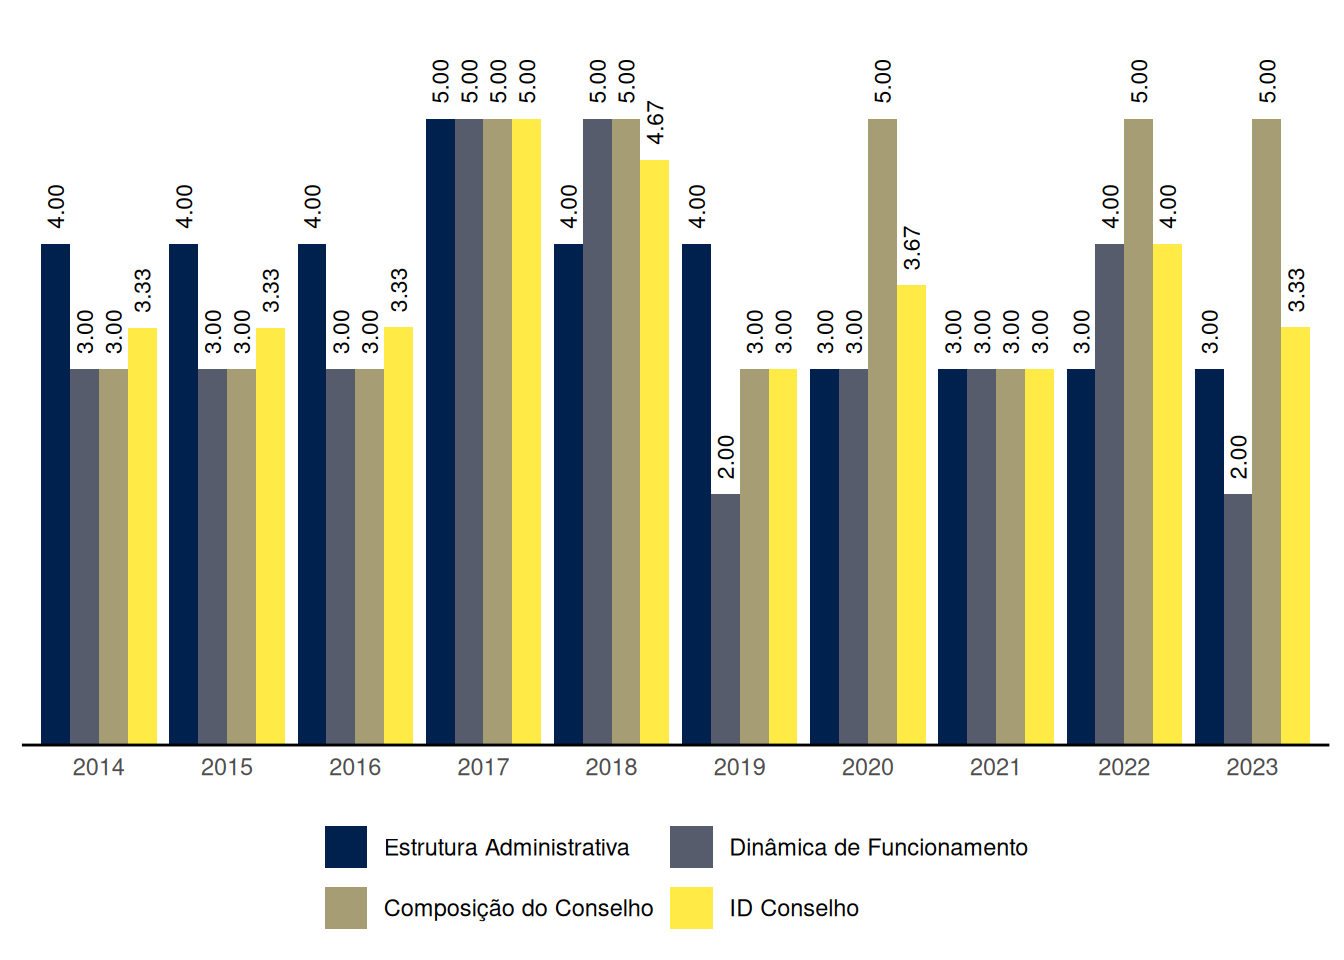 5.00 5.00 5.00 5.00 5.00 5.00 5.00 5.00 5.00
4.67
4.00 4.00 4.00 4.00 4.00 4.00 4.00
3.67
3.33 3.33 3.33 3.33
3.00 3.00 3.00 3.00 3.00 3.00 3.00 3.00 3.00 3.00 3.00 3.00 3.00 3.00 3.00 3.00
2.00 2.00
2014 2015 2016 2017 2018 2019 2020 2021 2022 2023
Estrutura Administrativa Dinâmica de Funcionamento
Composição do Conselho ID Conselho